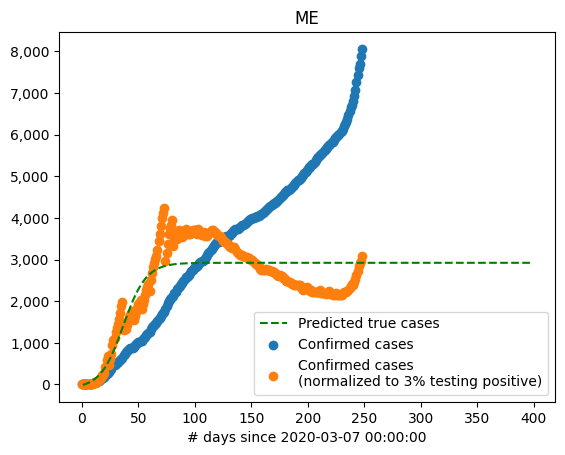 ME
8,000
7,000
6,000
5,000
4,000
3,000
2,000
1,000
0
0 50 100 150 200 250 300 350 400
# days since 2020-03-07 00:00:00
Predicted true cases
Confirmed cases
Confirmed cases
(normalized to 3% testing positive)